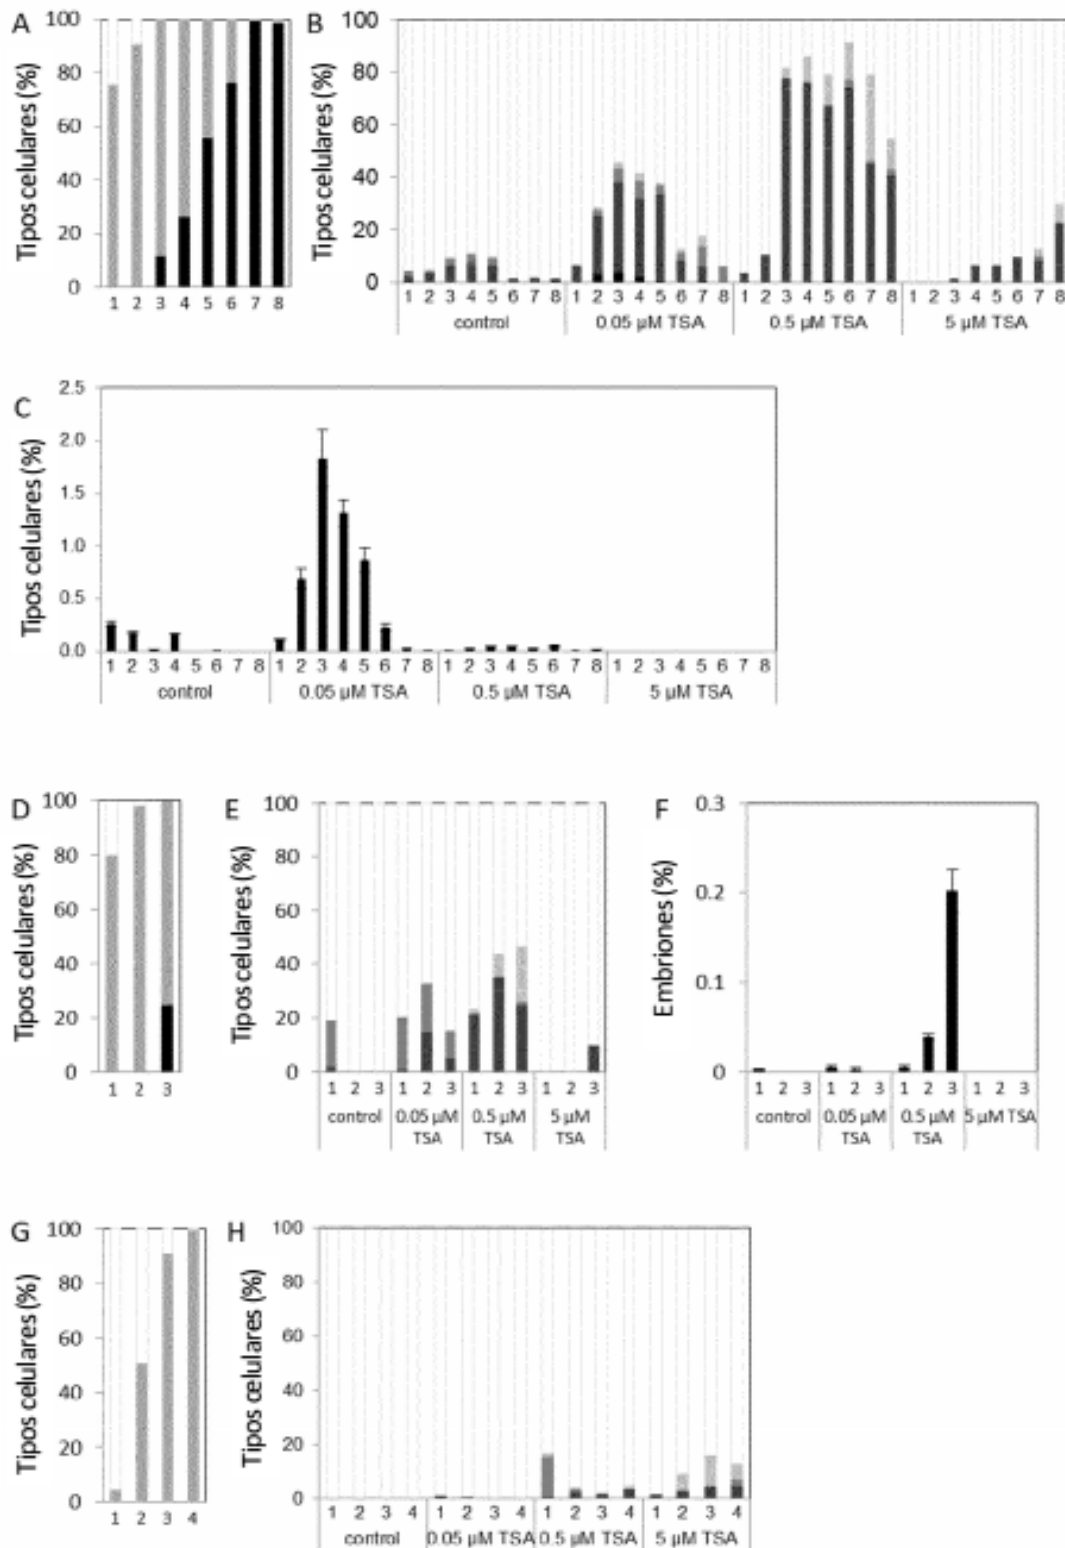 A
Tipos celulares (%)
100
80
60
40
20
0
1 2 3 4 5 6 7 8
B
Tipos celulares (%)
100
80
60
40
20
0
1 2 3 4 5 6 7 8 1 2 3 4 5 6 7 8 1 2 3 4 5 6 7 8 1 2 3 4 5 6 7 8
control 0.05 µM TSA 0.5 µM TSA 5 µM TSA
C
Tipos celulares (%)
2.5
2.0
1.5
1.0
0.5
0.0
1 2 3 4 5 6 7 8 1 2 3 4 5 6 7 8 1 2 3 4 5 6 7 8 1 2 3 4 5 6 7 8
control 0.05 µM TSA 0.5 µM TSA 5 µM TSA
D
Tipos celulares (%)
100
80
60
40
20
0
1 2 3
E
Tipos celulares (%)
100
80
60
40
20
0
1 2 3 1 2 3 1 2 3 1 2 3
control 0.05 µM TSA 0.5 µM TSA 5 µM TSA
F
Embriones (%)
0.3
0.2
0.1
0
1 2 3 1 2 3 1 2 3 1 2 3
control 0.05 µM TSA 0.5 µM TSA 5 µM TSA
G
Tipos celulares (%)
100
80
60
40
20
0
1 2 3 4
H
Tipos celulares (%)
100
80
60
40
20
0
1 2 3 4 1 2 3 4 1 2 3 4 1 2 3 4
control 0.05 µM TSA 0.5 µM TSA 5 µM TSA